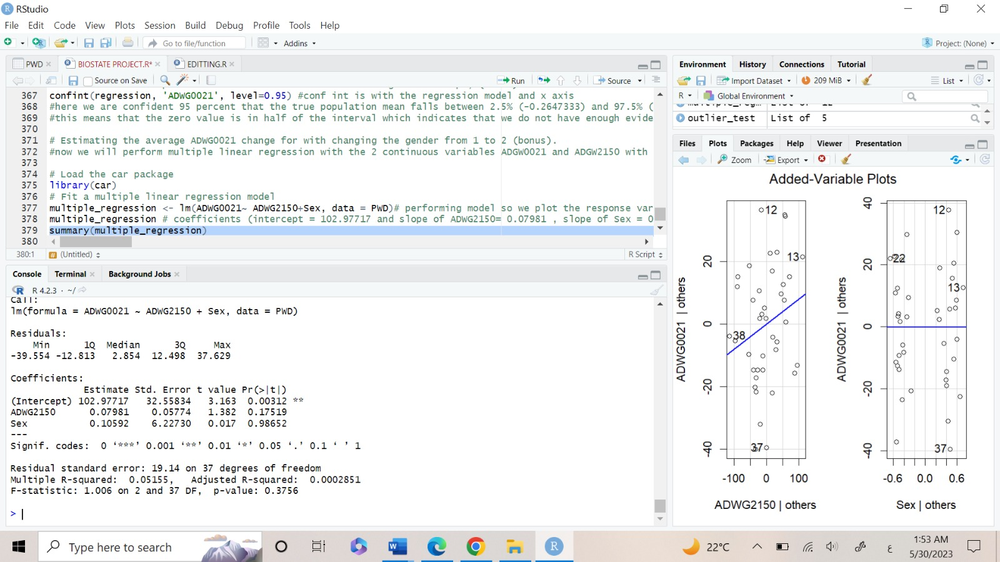 RStudio
File Edit Code View Plots Session Build Debug Profile Tools Help
Go to file/function Addins Project: (None)
PWD BIOSTATE PROJECT.R* EDITTING.R
Source on Save Run Source
367 confint(regression, 'ADWG0021', level=0.95) #conf int is with the regression model and x axis
368 #here we are confident 95 percent that the true population mean falls between 2.5% (-0.2647333) and 97.5% (
369 #this means that the zero value is in half of the interval which indicates that we do not have enough evide
370
371 # Estimating the average ADWG0021 change for with changing the gender from 1 to 2 (bonus).
372 #now we will perform multiple linear regression with the 2 continuous variables ADGW0021 and ADGW2150 with
373
374 # Load the car package
375 library(car)
376 # Fit a multiple linear regression model
377 multiple_regression <- lm(ADWG0021~ ADWG2150+Sex, data = PWD)# performing model so we plot the response var
378 multiple_regression # coefficients (intercept = 102.97717 and slope of ADWG2150= 0.07981 , slope of Sex = 0
379 summary(multiple_regression)
380
380:1 # (Untitled) R Script
Console Terminal Background Jobs
R 4.2.3 · ~/
Call:
lm(formula = ADWG0021 ~ ADWG2150 + Sex, data = PWD)
Residuals:
Min 1Q Median 3Q Max
-39.554 -12.813 2.854 12.498 37.629
Coefficients:
Estimate Std. Error t value Pr(>|t|)
(Intercept) 102.97717 32.55834 3.163 0.00312 **
ADWG2150 0.07981 0.05774 1.382 0.17519
Sex 0.10592 6.22730 0.017 0.98652
---
Signif. codes: 0 ‘***’ 0.001 ‘**’ 0.01 ‘*’ 0.05 ‘.’ 0.1 ‘ ’ 1
Residual standard error: 19.14 on 37 degrees of freedom
Multiple R-squared: 0.05155, Adjusted R-squared: 0.0002851
F-statistic: 1.006 on 2 and 37 DF, p-value: 0.3756
>
Environment History Connections Tutorial
Import Dataset 209 MiB List
R Global Environment
outlier_test List of 5
Files Plots Packages Help Viewer Presentation
Zoom Export
Added-Variable Plots
ADWG0021 | others
-40 -20 0 20
12
13
38
37
-100 0 100
ADWG2150 | others
ADWG0021 | others
-40 -20 0 20 40
12
22
13
37
-0.6 0.0 0.6
Sex | others
Type here to search
22°C
ع
1:53 AM
5/30/2023